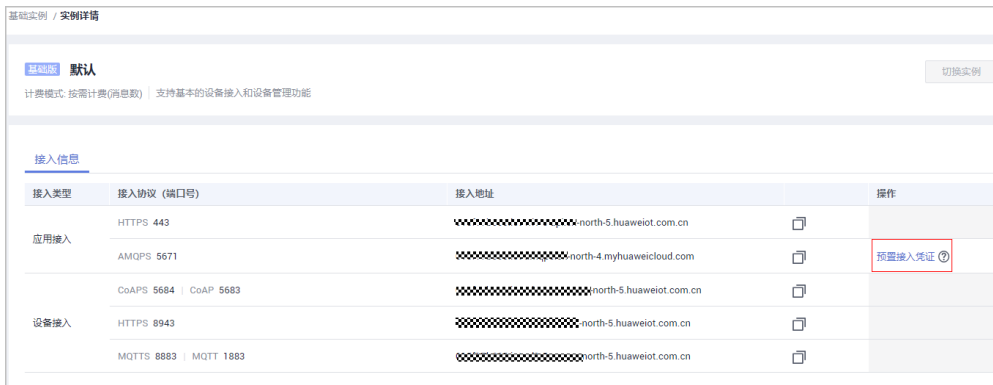 基础实例 / 实例详情
基础版 默认 切换实例
计费模式: 按需计费(消息数) | 支持基本的设备接入和设备管理功能
接入信息
接入类型 接入协议（端口号） 接入地址 操作
HTTPS 443 -north-5.huaweiot.com.cn
应用接入
AMQPS 5671 -north-4.myhuaweicloud.com 预置接入凭证 ?
CoAPS 5684 | CoAP 5683 -north-5.huaweiot.com.cn
设备接入 HTTPS 8943 -north-5.huaweiot.com.cn
MQTTS 8883 | MQTT 1883 north-5.huaweiot.com.cn